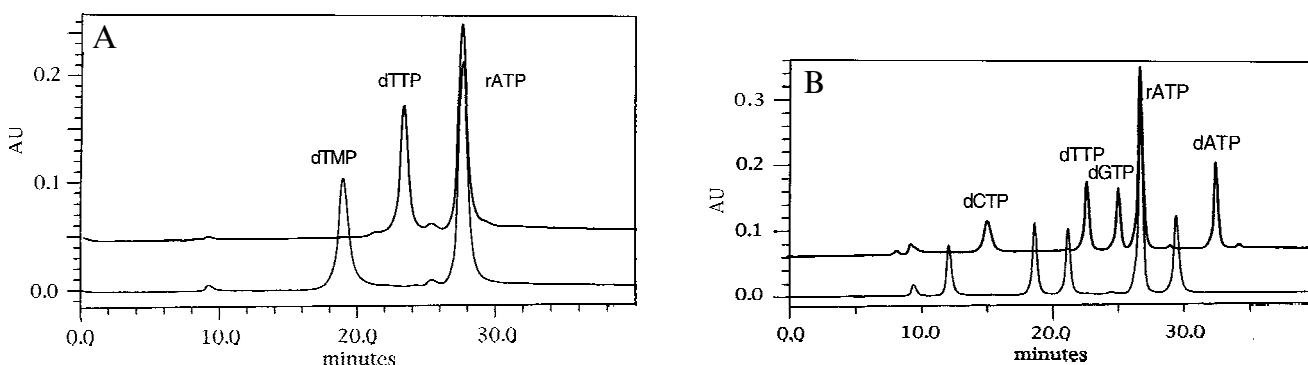 A
0.2
dTTP
rATP
AU
dTMP
0.1
0.0
0.0
10.0
20.0
30.0
minutes
B
0.3
rATP
0.2
dTTP
dGTP
dATP
AU
dCTP
0.1
0.0
0.0
10.0
20.0
30.0
minutes